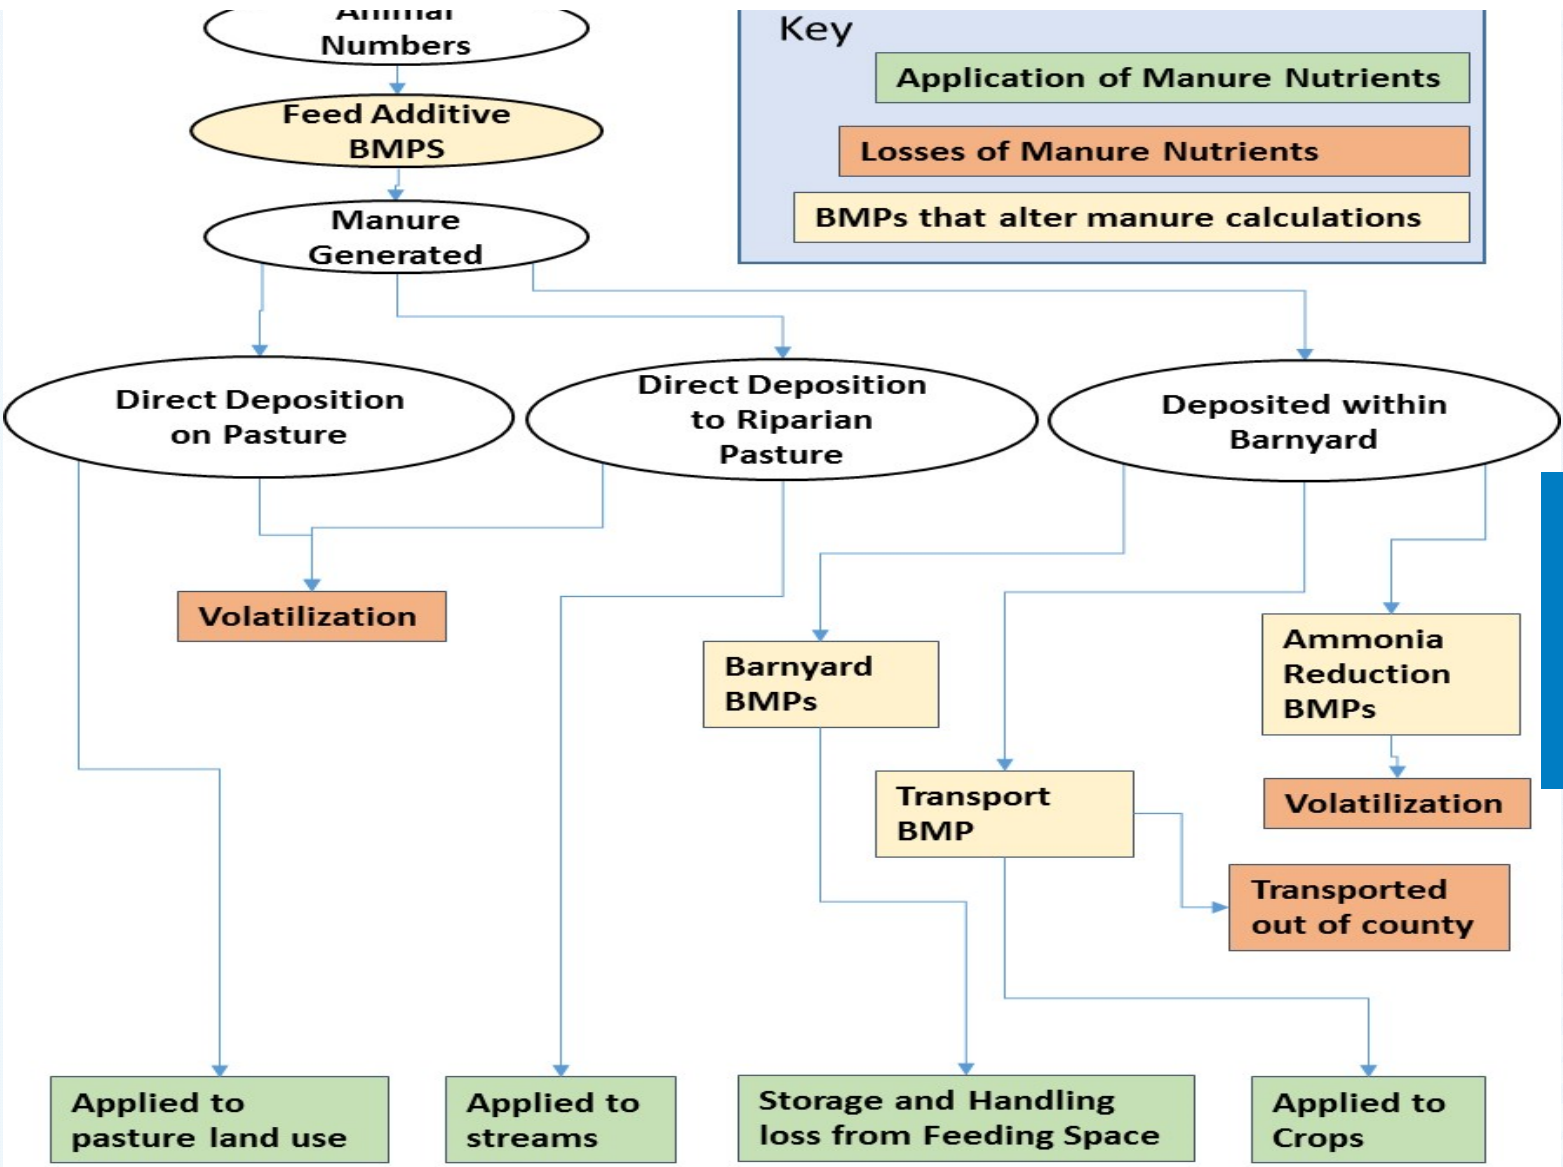 Animal
Numbers
Key
Application of Manure Nutrients
Losses of Manure Nutrients
BMPs that alter manure calculations
Feed Additive
BMPS
Manure
Generated
Direct Deposition
on Pasture
Direct Deposition
to Riparian
Pasture
Deposited within
Barnyard
Volatilization
Barnyard
BMPs
Ammonia
Reduction
BMPs
Transport
BMP
Volatilization
Transported
out of county
Applied to
pasture land use
Applied to
streams
Storage and Handling
loss from Feeding Space
Applied to
Crops